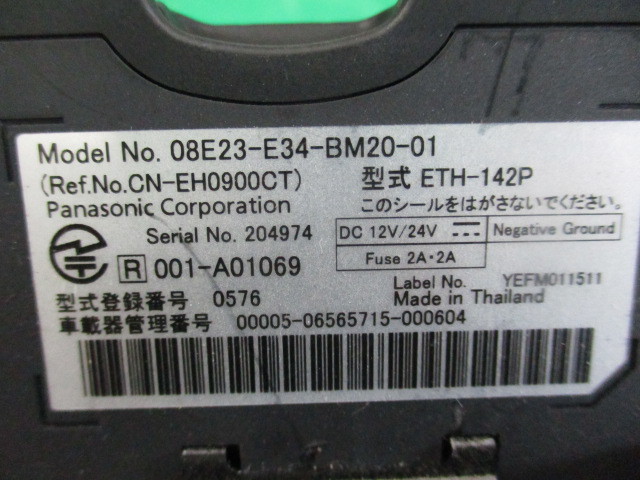 Model No. 08E23-E34-BM20-01
(Ref.No.CN-EH0900CT) 型式 ETH-142P
Panasonic Corporation このシールをはがさないでください。
Serial No. 204974 DC 12V/24V Negative Ground
R 001-A01069 Fuse 2A・2A
Label No. YEFM011511
型式登録番号 0576 Made in Thailand
車載器管理番号 00005-06565715-000604